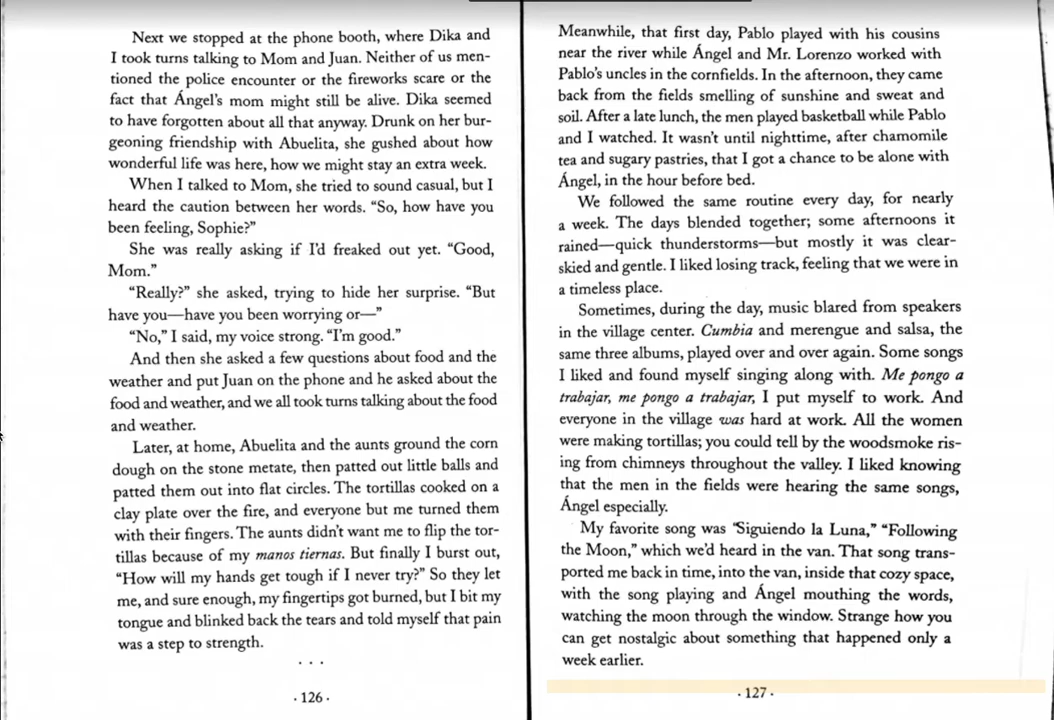 Next we stopped at the phone booth, where Dika and
I took turns talking to Mom and Juan. Neither of us men-
tioned the police encounter or the fireworks scare or the
fact that Ángel's mom might still be alive. Dika seemed
to have forgotten about all that anyway. Drunk on her bur-
geoning friendship with Abuelita, she gushed about how
wonderful life was here, how we might stay an extra week.
When I talked to Mom, she tried to sound casual, but I
heard the caution between her words. “So, how have you
been feeling, Sophie?”
She was really asking if I'd freaked out yet. “Good,
Mom.”
“Really?” she asked, trying to hide her surprise. “But
have you—have you been worrying or—”
“No,” I said, my voice strong. “I'm good.”
And then she asked a few questions about food and the
weather and put Juan on the phone and he asked about the
food and weather, and we all took turns talking about the food
and weather.
Later, at home, Abuelita and the aunts ground the corn
dough on the stone metate, then patted out little balls and
patted them out into flat circles. The tortillas cooked on a
clay plate over the fire, and everyone but me turned them
with their fingers. The aunts didn't want me to flip the tor-
tillas because of my manos tiernas. But finally I burst out,
“How will my hands get tough if I never try?” So they let
me, and sure enough, my fingertips got burned, but I bit my
tongue and blinked back the tears and told myself that pain
was a step to strength.
. . .
· 126 ·
Meanwhile, that first day, Pablo played with his cousins
near the river while Ángel and Mr. Lorenzo worked with
Pablo's uncles in the cornfields. In the afternoon, they came
back from the fields smelling of sunshine and sweat and
soil. After a late lunch, the men played basketball while Pablo
and I watched. It wasn't until nighttime, after chamomile
tea and sugary pastries, that I got a chance to be alone with
Ángel, in the hour before bed.
We followed the same routine every day, for nearly
a week. The days blended together; some afternoons it
rained—quick thunderstorms—but mostly it was clear-
skied and gentle. I liked losing track, feeling that we were in
a timeless place.
Sometimes, during the day, music blared from speakers
in the village center. Cumbia and merengue and salsa, the
same three albums, played over and over again. Some songs
I liked and found myself singing along with. Me pongo a
trabajar, me pongo a trabajar, I put myself to work. And
everyone in the village was hard at work. All the women
were making tortillas; you could tell by the woodsmoke ris-
ing from chimneys throughout the valley. I liked knowing
that the men in the fields were hearing the same songs,
Ángel especially.
My favorite song was “Siguiendo la Luna,” “Following
the Moon,” which we'd heard in the van. That song trans-
ported me back in time, into the van, inside that cozy space,
with the song playing and Ángel mouthing the words,
watching the moon through the window. Strange how you
can get nostalgic about something that happened only a
week earlier.
· 127 ·